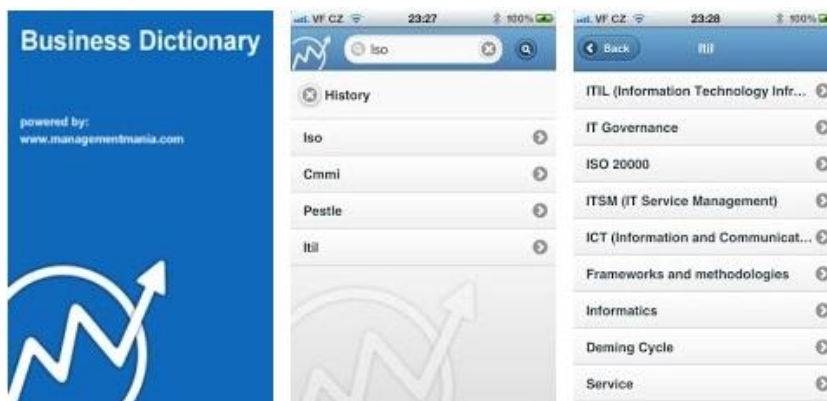 Business Dictionary
powered by:
www.managementmania.com
VF CZ 23:27 100%
Iso
History
Iso
Cmmi
Pestle
Itil
VF CZ 23:28 100%
Back Itil
ITIL (Information Technology Infr...
IT Governance
ISO 20000
ITSM (IT Service Management)
ICT (Information and Communicat...
Frameworks and methodologies
Informatics
Deming Cycle
Service